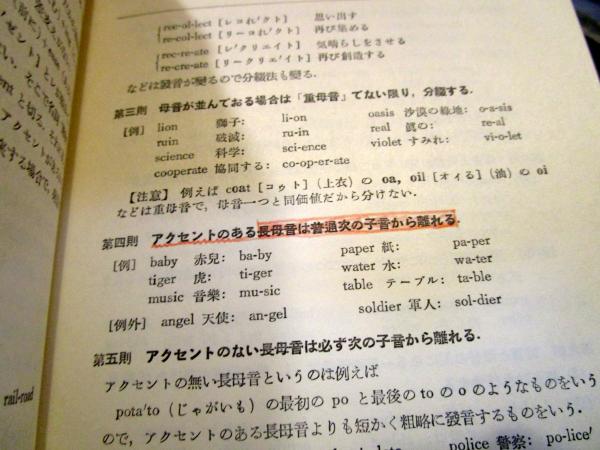 rec-ol-lect [レコれ'クト] 思い出す
re-col-lect [リーコれ'クト] 再び集める
rec-re-ate [レ'クリエイト] 気晴らしをさせる
re-cre-ate [リークリエイ'ト] 再び創造する
などは發音が變るので分綴法も變る.
第三則 母音が並んでおる場合は「重母音」でない限り, 分綴する.
[例] lion 獅子: li-on oasis 沙漠の綠地: o-a-sis
ruin 破滅: ru-in real 眞の: re-al
science 科学: sci-ence violet すみれ: vi-o-let
cooperate 協同する: co-op-er-ate
【注意】 例えば coat [コゥト] (上衣) の oa, oil [オィる] (油) の oi
などは重母音で, 母音一つと同価値だから分けない.
第四則 アクセントのある長母音は普通次の子音から離れる.
[例] baby 赤兒: ba-by paper 紙: pa-per
tiger 虎: ti-ger water 水: wa-ter
music 音樂: mu-sic table テーブル: ta-ble
[例外] angel 天使: an-gel soldier 軍人: sol-dier
第五則 アクセントのない長母音は必ず次の子音から離れる.
アクセントの無い長母音というのは例えば
pota'to (じゃがいも) の最初の po と最後の to の o のようなものをいう
ので, アクセントのある長母音よりも短かく粗略に發音するものをいう.
police 警察: po-lice'
rail-road